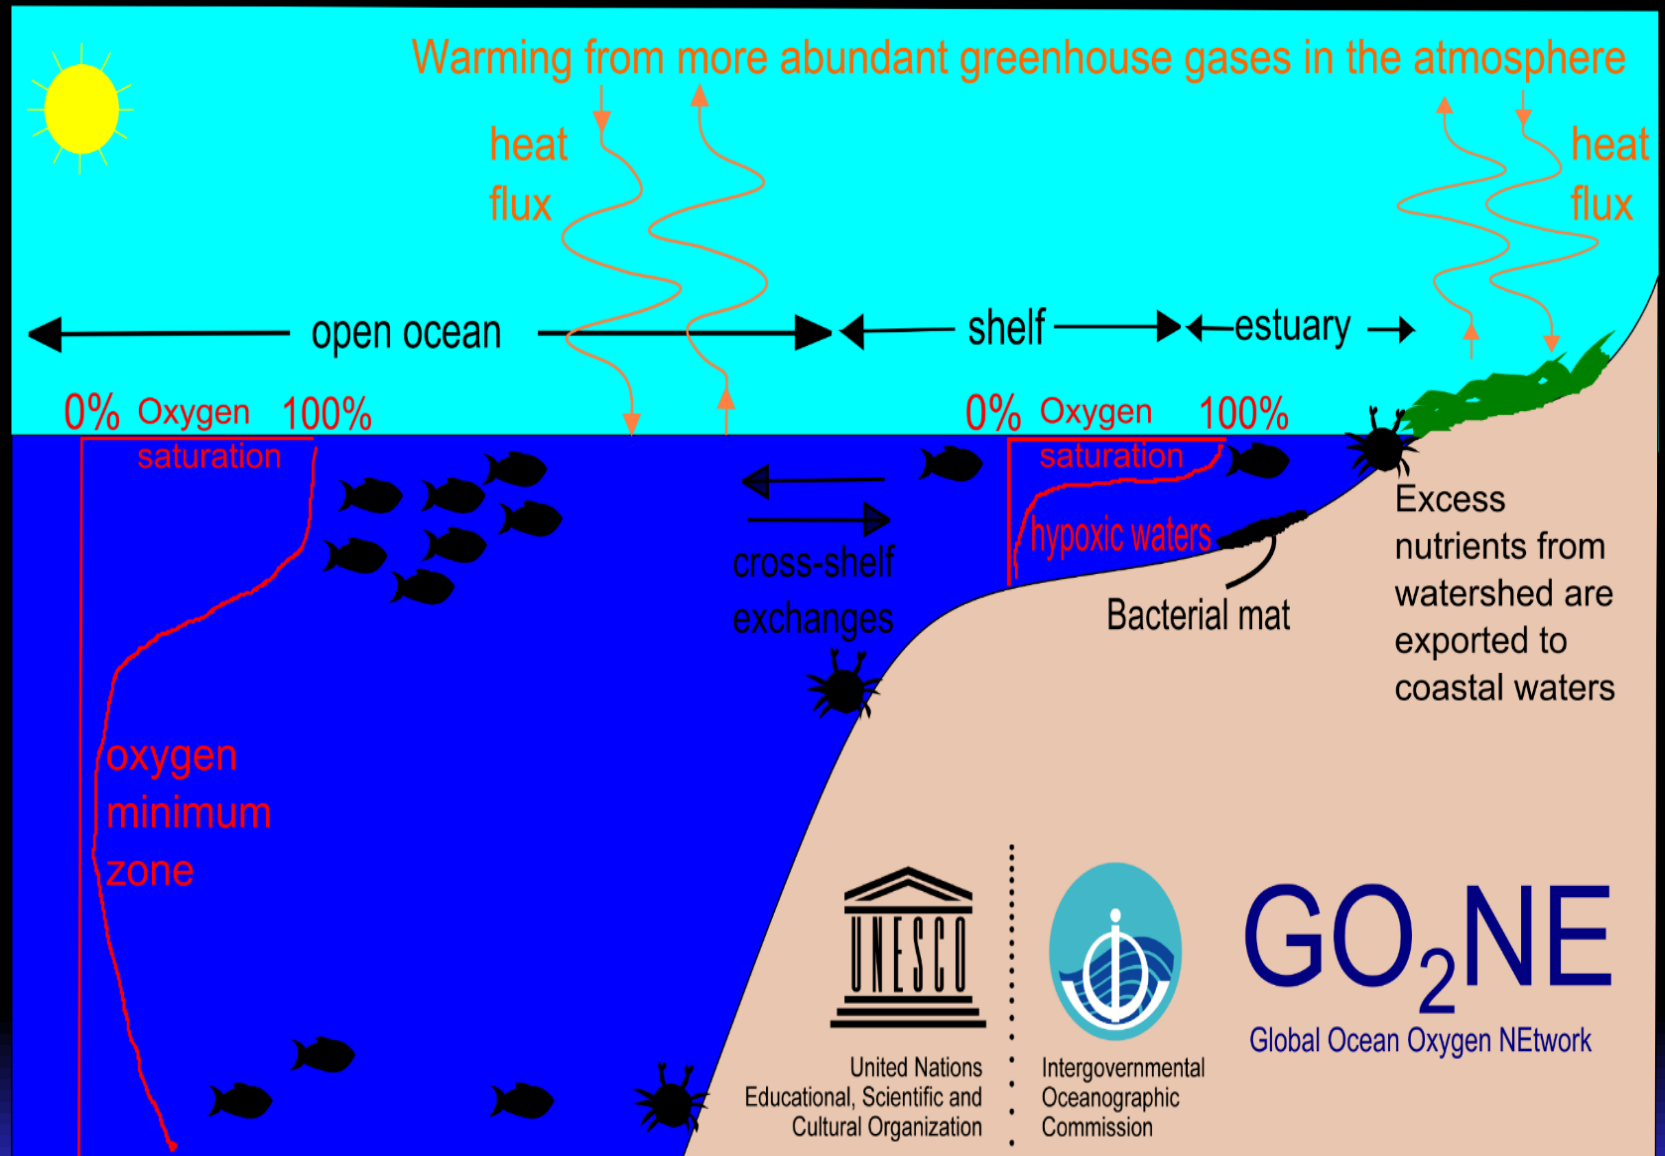 Warming from more abundant greenhouse gases in the atmosphere
heat
flux
heat
flux
open ocean
shelf
estuary
0% Oxygen 100%
saturation
0% Oxygen 100%
saturation
hypoxic waters
cross-shelf
exchanges
Bacterial mat
Excess
nutrients from
watershed are
exported to
coastal waters
oxygen
minimum
zone
UNESCO
United Nations
Educational, Scientific and
Cultural Organization
Intergovernmental
Oceanographic
Commission
GO2NE
Global Ocean Oxygen NEtwork